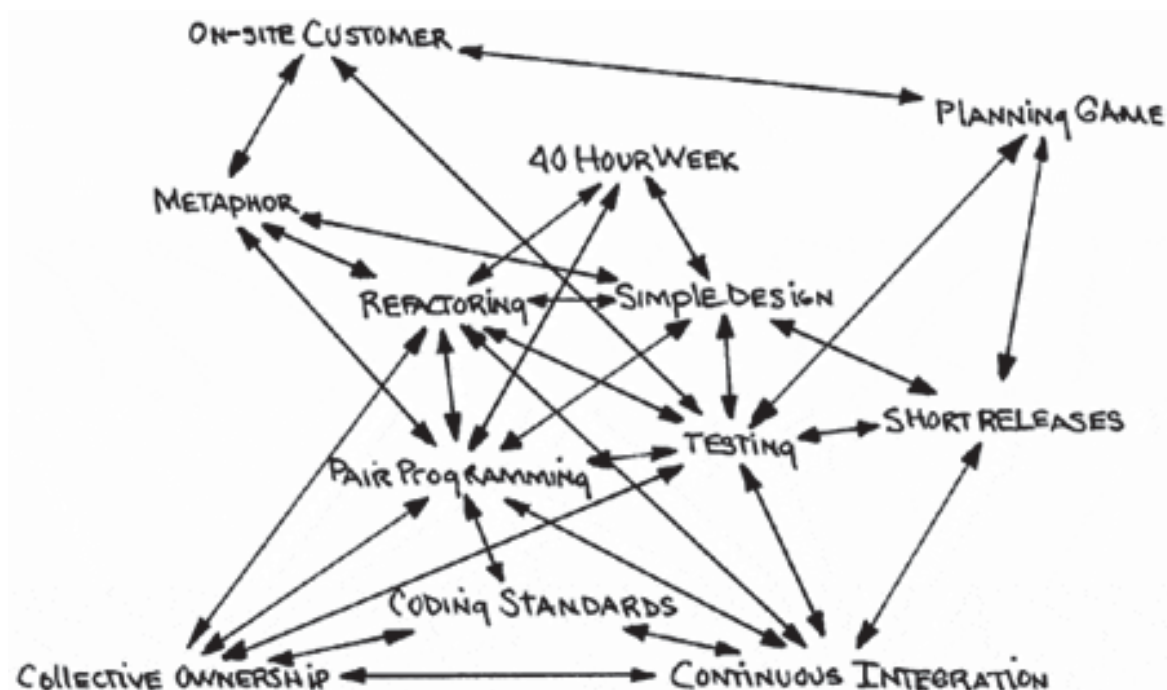 ON-SITE CUSTOMER
PLANNING GAME
40 HOUR WEEK
METAPHOR
REFACTORING
SIMPLE DESIGN
SHORT RELEASES
TESTING
PAIR PROGRAMMING
CODING STANDARDS
COLLECTIVE OWNERSHIP
CONTINUOUS INTEGRATION